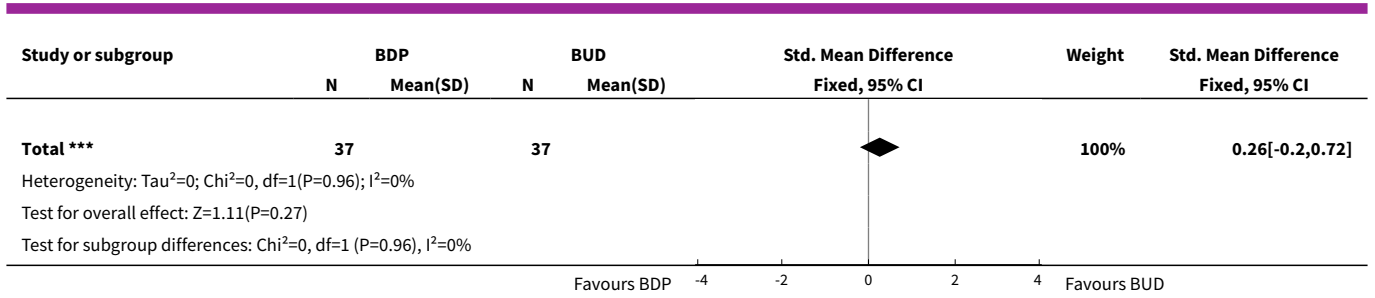 Study or subgroup BDP BUD Std. Mean Difference Weight Std. Mean Difference
N Mean(SD) N Mean(SD) Fixed, 95% CI Fixed, 95% CI
Total *** 37 37 100% 0.26[-0.2,0.72]
Heterogeneity: Tau²=0; Chi²=0, df=1(P=0.96); I²=0%
Test for overall effect: Z=1.11(P=0.27)
Test for subgroup differences: Chi²=0, df=1 (P=0.96), I²=0%
Favours BDP -4 -2 0 2 4 Favours BUD